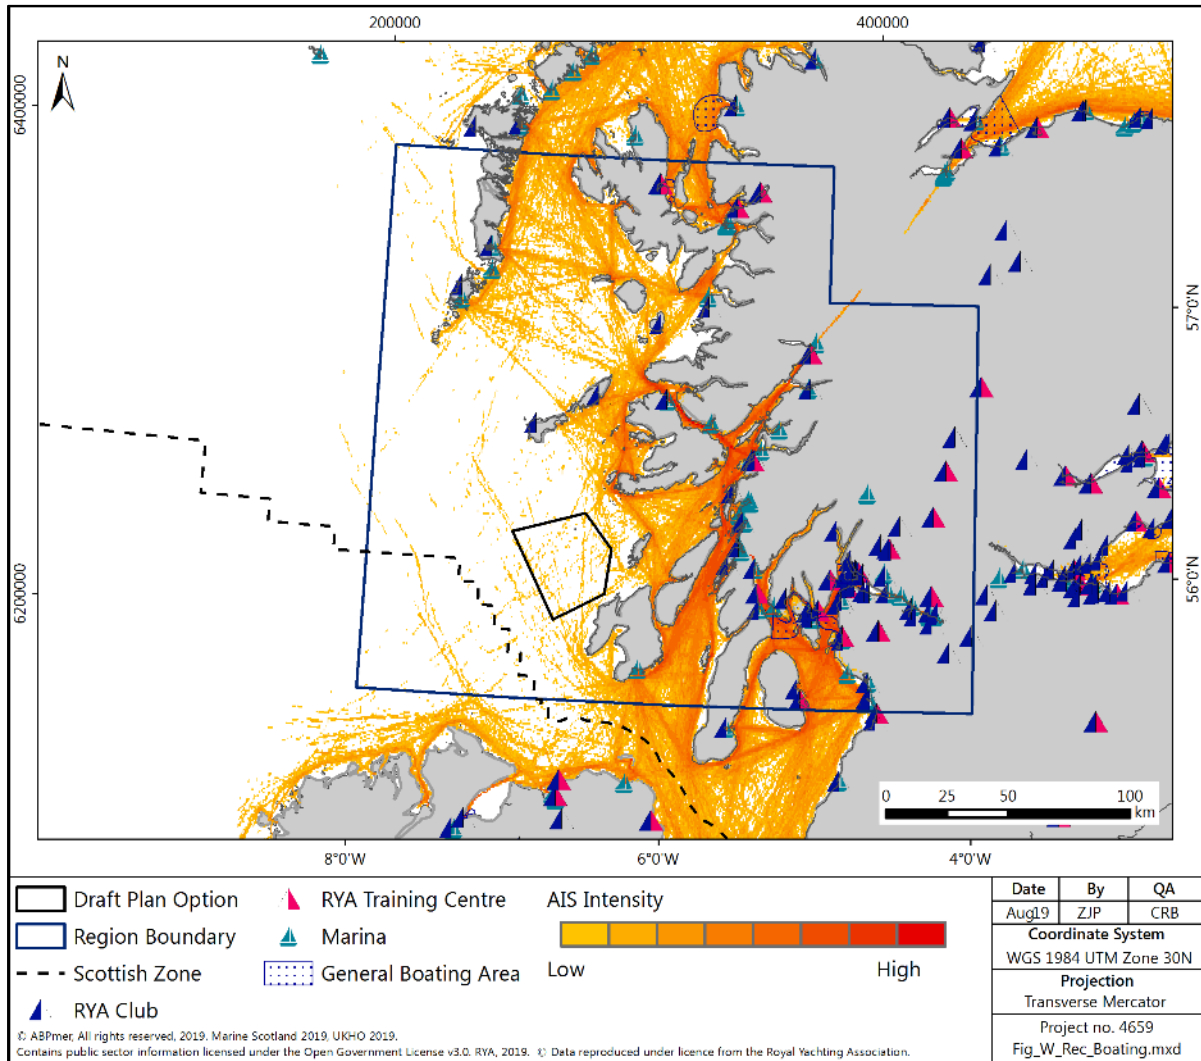 200000
400000
N
6400000
57°0'N
56°0'N
6200000
0 25 50 100
km
8°0'W
6°0'W
4°0'W
Draft Plan Option
Region Boundary
Scottish Zone
RYA Club
RYA Training Centre
Marina
General Boating Area
AIS Intensity
Low
High
Date By QA
Aug19 ZJP CRB
Coordinate System
WGS 1984 UTM Zone 30N
Projection
Transverse Mercator
Project no. 4659
Fig_W_Rec_Boating.mxd
© ABPmer, All rights reserved, 2019. Marine Scotland 2019, UKHO 2019.
Contains public sector information licensed under the Open Government License v3.0. RYA, 2019. © Data reproduced under licence from the Royal Yachting Association.